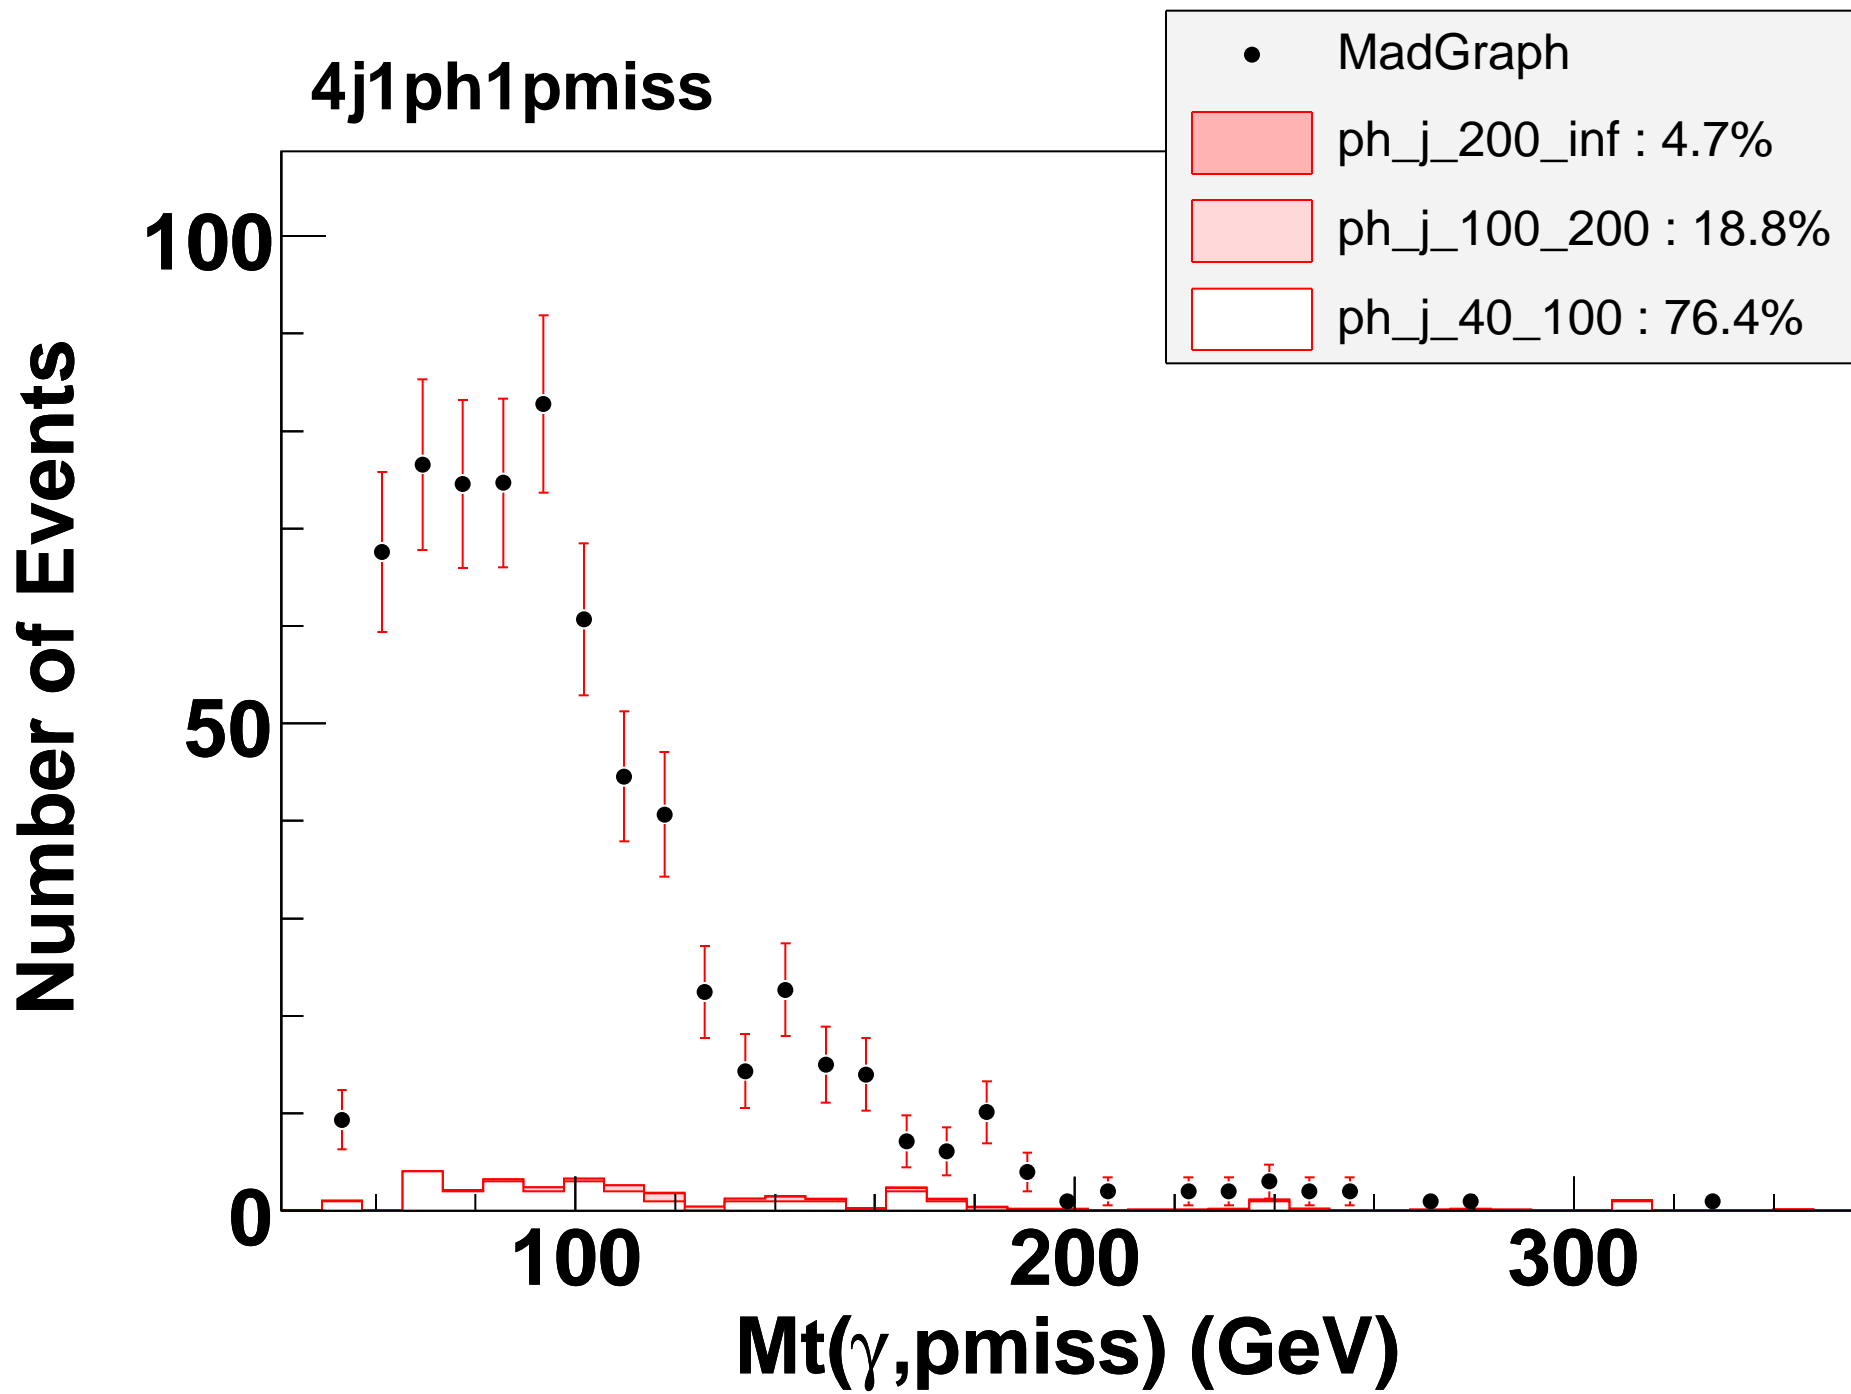 4j1ph1pmiss
MadGraph
ph_j_200_inf : 4.7%
ph_j_100_200 : 18.8%
ph_j_40_100 : 76.4%
Number of Events
100
50
0
100
200
300
Mt(γ,pmiss) (GeV)